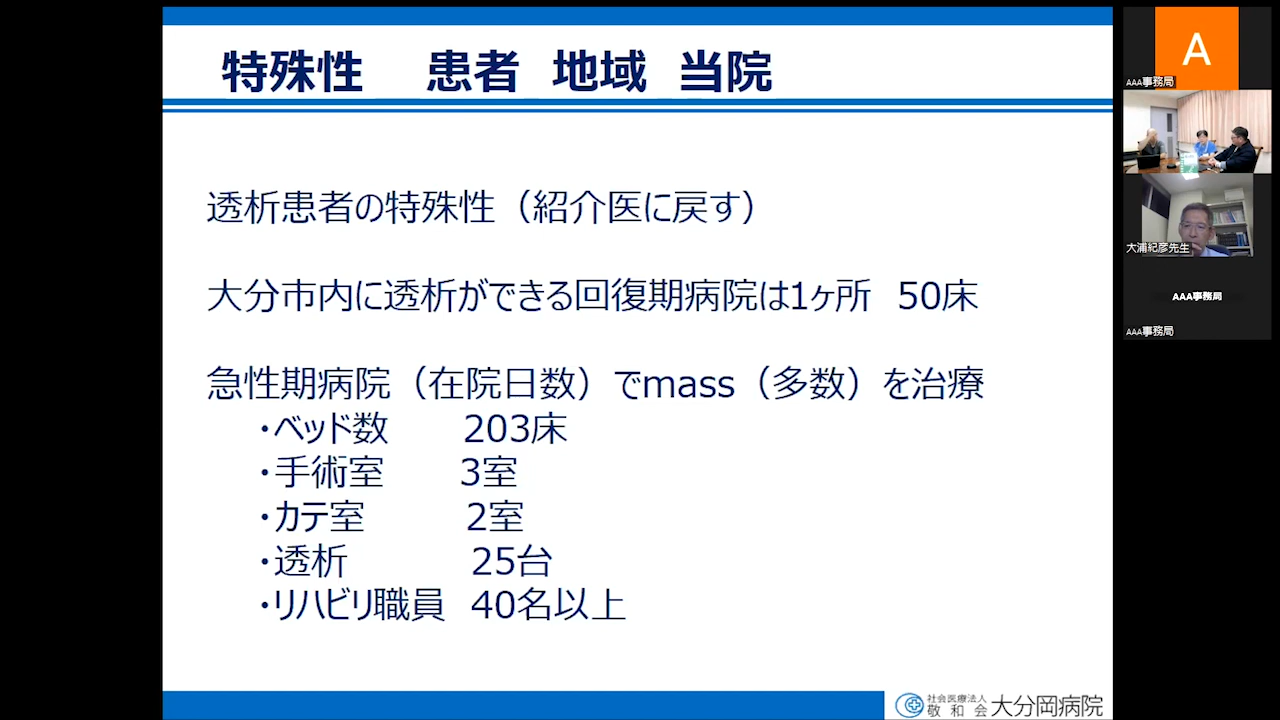 特殊性　患者　地域　当院
透析患者の特殊性（紹介医に戻す）
大分市内に透析ができる回復期病院は1ヶ所　50床
急性期病院（在院日数）でmass（多数）を治療
・ベッド数　203床
・手術室　3室
・カテ室　2室
・透析　25台
・リハビリ職員　40名以上
社会医療法人
敬和会 大分岡病院
A
AAA事務局
大浦紀彦先生
AAA事務局
AAA事務局